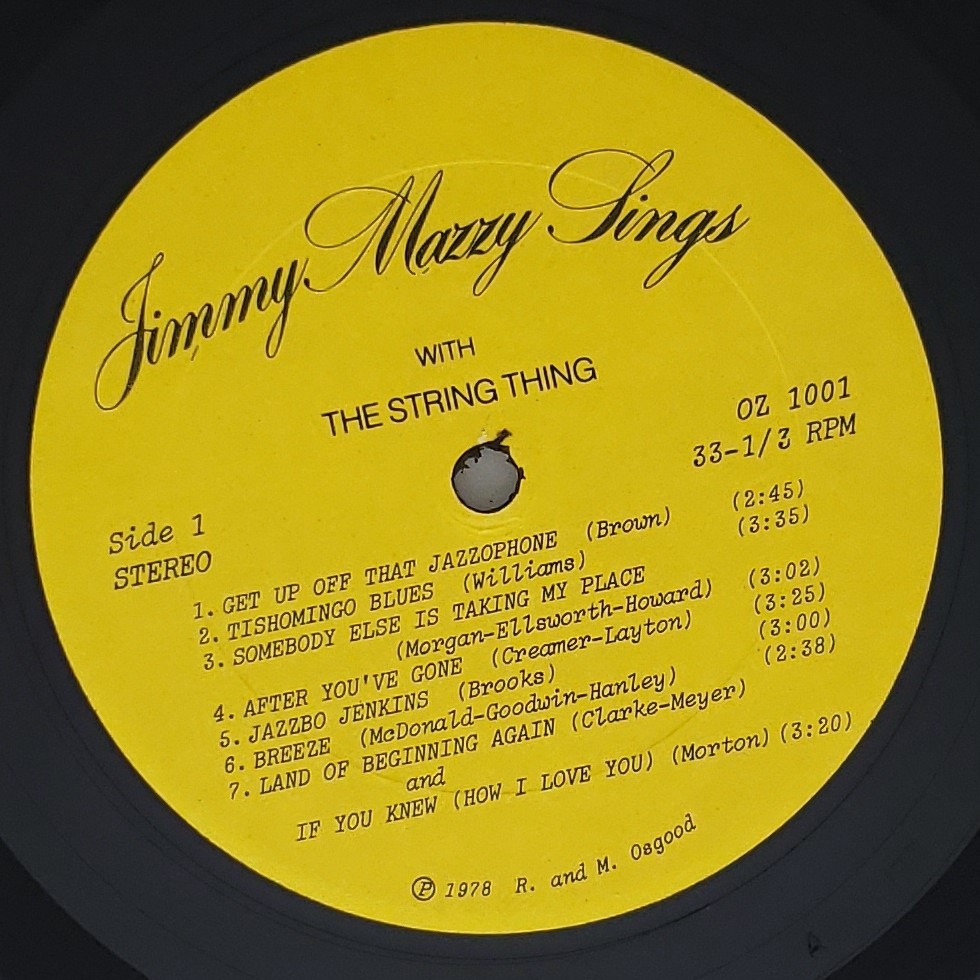 Jimmy Mazzy Sings
WITH
THE STRING THING
OZ 1001
33-1/3 RPM
Side 1
STEREO
1. GET UP OFF THAT JAZZOPHONE (Brown) (2:45)
2. TISHOMINGO BLUES (Williams) (3:35)
3. SOMEBODY ELSE IS TAKING MY PLACE
(Morgan-Ellsworth-Howard) (3:02)
4. AFTER YOU'VE GONE (Creamer-Layton) (3:25)
5. JAZZBO JENKINS (Brooks) (3:00)
6. BREEZE (McDonald-Goodwin-Hanley) (2:38)
7. LAND OF BEGINNING AGAIN (Clarke-Meyer)
and
IF YOU KNEW (HOW I LOVE YOU) (Morton) (3:20)
Ⓟ 1978 R. and M. Osgood